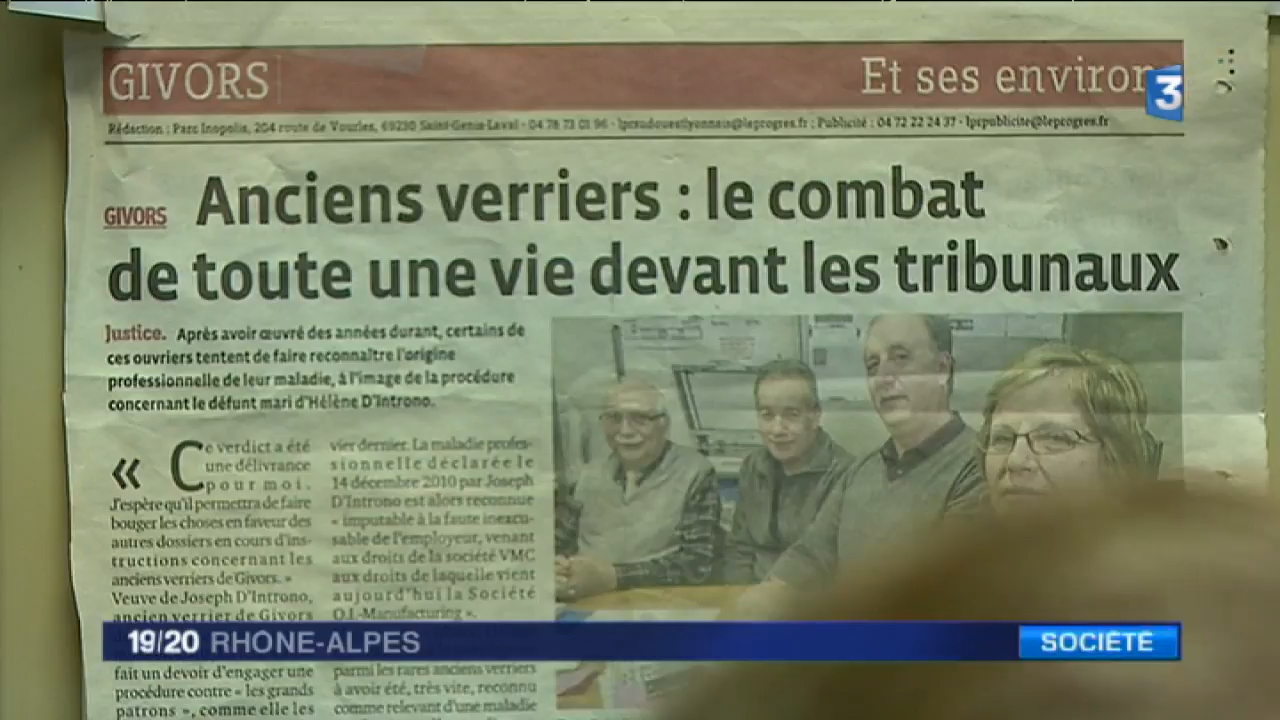 GIVORS
Et ses environ
3
Rédaction : Parc Inopolis, 204 route de Vourles, 69230 Saint-Genis-Laval - 04 78 73 01 96 - lprsudouestlyonnais@leprogres.fr ; Publicité : 04 72 22 24 37 - lprpublicite@leprogres.fr
GIVORS Anciens verriers : le combat
de toute une vie devant les tribunaux
Justice. Après avoir œuvré des années durant, certains de
ces ouvriers tentent de faire reconnaître l'origine
professionnelle de leur maladie, à l'image de la procédure
concernant le défunt mari d'Hélène D'Introno.
« Ce verdict a été
une délivrance
pour moi.
J'espère qu'il permettra de faire
bouger les choses en faveur des
autres dossiers en cours d'ins-
tructions concernant les
anciens verriers de Givors. »
Veuve de Joseph D'Introno,
ancien verrier de Givors
fait un devoir d'engager une
procédure contre « les grands
patrons », comme elle les
vier dernier. La maladie profes-
sionnelle déclarée le
14 décembre 2010 par Joseph
D'Introno est alors reconnue
« imputable à la faute inexcu-
sable de l'employeur, venant
aux droits de la société VMC
aux droits de laquelle vient
aujourd'hui la Société
O.I.-Manufacturing ».
parmi les rares anciens verriers
à avoir été, très vite, reconnu
comme relevant d'une maladie
19/20 RHÔNE-ALPES
SOCIÉTÉ